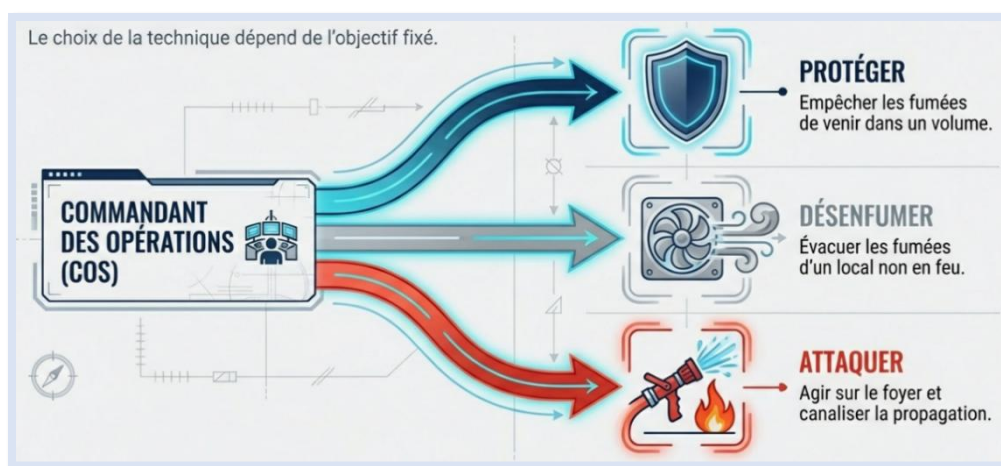 Le choix de la technique dépend de l'objectif fixé.
COMMANDANT
DES OPÉRATIONS
(COS)
PROTÉGER
Empêcher les fumées
de venir dans un volume.
DÉSENFUMER
Évacuer les fumées
d'un local non en feu.
ATTAQUER
Agir sur le foyer et
canaliser la propagation.